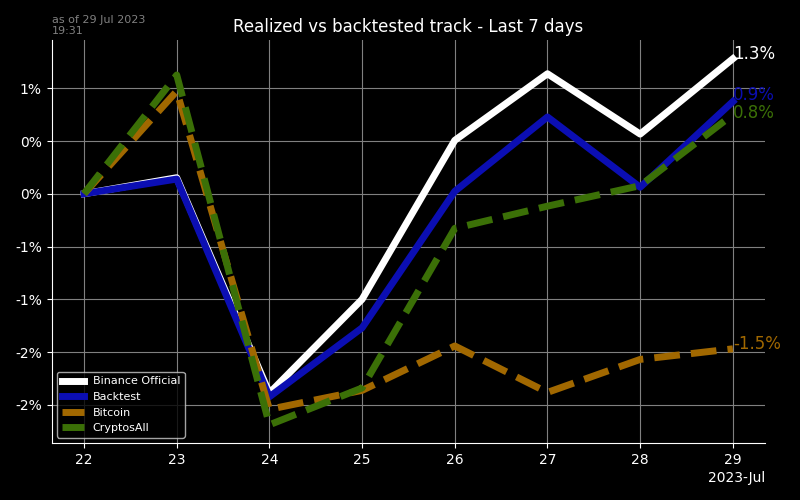 as of 29 Jul 2023
19:31
Realized vs backtested track - Last 7 days
1%
0%
0%
-1%
-1%
-2%
-2%
1.3%
0.9%
0.8%
-1.5%
Binance Official
Backtest
Bitcoin
CryptosAll
22 23 24 25 26 27 28 29
2023-Jul